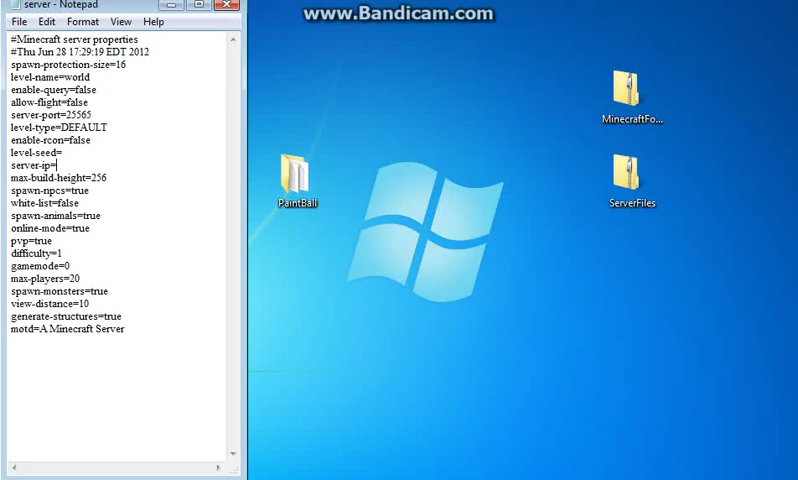 www.Bandicam.com
server - Notepad
File Edit Format View Help
#Minecraft server properties
#Thu Jun 28 17:29:19 EDT 2012
spawn-protection-size=16
level-name=world
enable-query=false
allow-flight=false
server-port=25565
level-type=DEFAULT
enable-rcon=false
level-seed=
server-ip=
max-build-height=256
spawn-npcs=true
white-list=false
spawn-animals=true
online-mode=true
pvp=true
difficulty=1
gamemode=0
max-players=20
spawn-monsters=true
view-distance=10
generate-structures=true
motd=A Minecraft Server
MinecraftFo...
PaintBall
ServerFiles